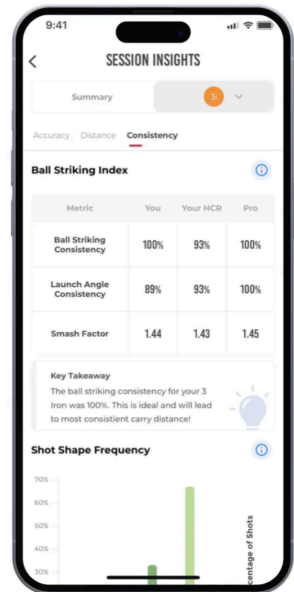 9:41
SESSION INSIGHTS
Summary
3i
Accuracy Distance Consistency
Ball Striking Index
Metric You Your HCR Pro
Ball Striking
Consistency
100% 93% 100%
Launch Angle
Consistency
89% 93% 100%
Smash Factor 1.44 1.43 1.45
Key Takeaway
The ball striking consistency for your 3
Iron was 100%. This is ideal and will lead
to most consistient carry distance!
Shot Shape Frequency
70%
60%
50%
40%
30%
centage of Shots